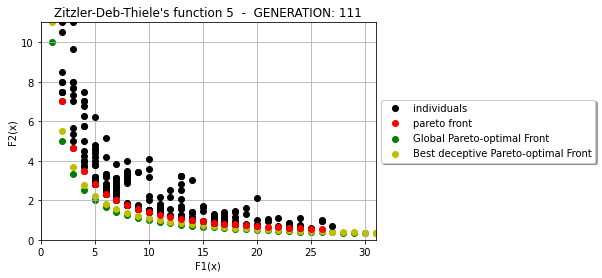 Zitzler-Deb-Thiele's function 5  -  GENERATION: 111
10
8
6
4
2
0
F2(x)
0 5 10 15 20 25 30
F1(x)
individuals
pareto front
Global Pareto-optimal Front
Best deceptive Pareto-optimal Front